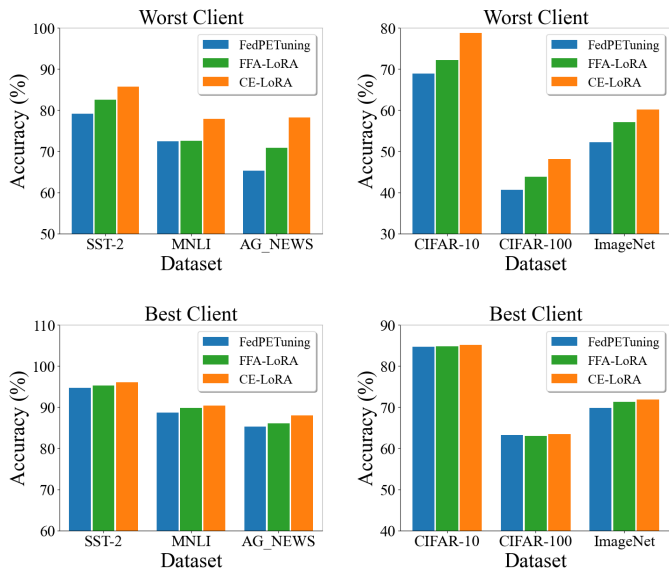 Worst Client
100
90
80
70
60
50
Accuracy (%)
FedPETuning
FFA-LoRA
CE-LoRA
SST-2 MNLI AG_NEWS
Dataset
Worst Client
80
70
60
50
40
30
Accuracy (%)
FedPETuning
FFA-LoRA
CE-LoRA
CIFAR-10 CIFAR-100 ImageNet
Dataset
Best Client
110
100
90
80
70
60
Accuracy (%)
FedPETuning
FFA-LoRA
CE-LoRA
SST-2 MNLI AG_NEWS
Dataset
Best Client
90
80
70
60
50
40
Accuracy (%)
FedPETuning
FFA-LoRA
CE-LoRA
CIFAR-10 CIFAR-100 ImageNet
Dataset